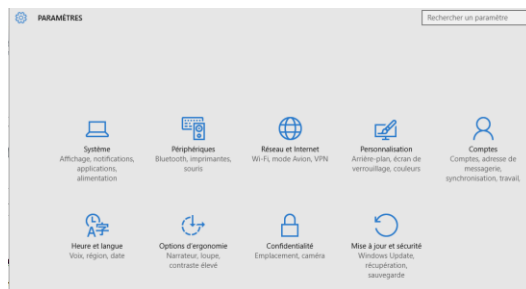 PARAMÈTRES
Rechercher un paramètre
Système
Affichage, notifications,
applications,
alimentation
Périphériques
Bluetooth, imprimantes,
souris
Réseau et Internet
Wi-Fi, mode Avion, VPN
Personnalisation
Arrière-plan, écran de
verrouillage, couleurs
Comptes
Comptes, adresse de
messagerie,
synchronisation, travail,
Heure et langue
Voix, région, date
Options d'ergonomie
Narrateur, loupe,
contraste élevé
Confidentialité
Emplacement, caméra
Mise à jour et sécurité
Windows Update,
récupération,
sauvegarde